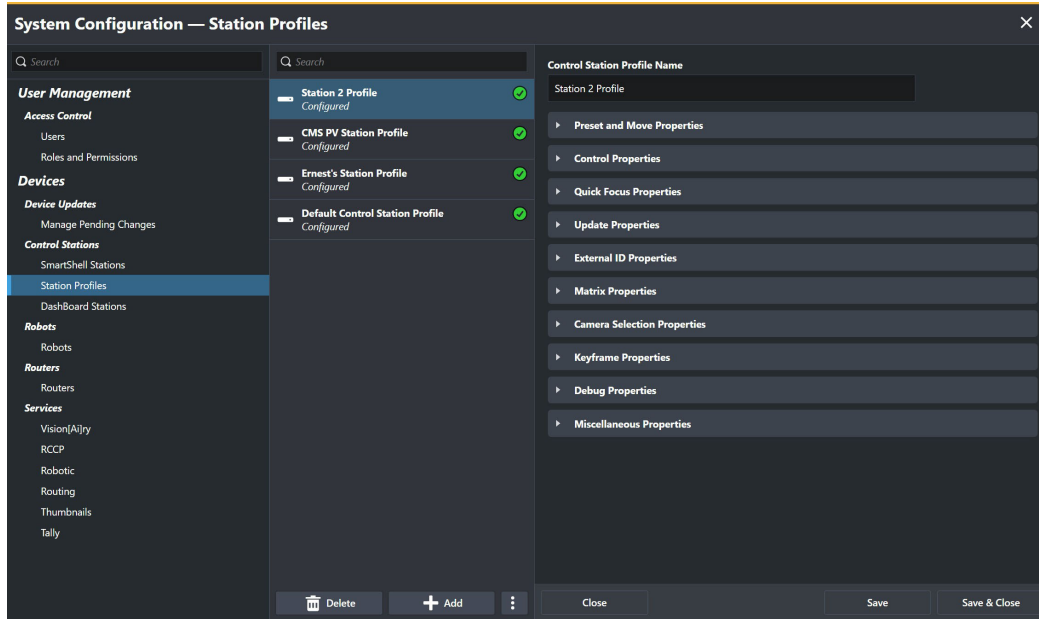 System Configuration — Station Profiles
Search
User Management
Access Control
Users
Roles and Permissions
Devices
Device Updates
Manage Pending Changes
Control Stations
SmartShell Stations
Station Profiles
DashBoard Stations
Robots
Robots
Routers
Routers
Services
Vision[Ai]ry
RCCP
Robotic
Routing
Thumbnails
Tally
Search
Station 2 Profile
Configured
CMS PV Station Profile
Configured
Ernest's Station Profile
Configured
Default Control Station Profile
Configured
Delete
Add
Control Station Profile Name
Station 2 Profile
Preset and Move Properties
Control Properties
Quick Focus Properties
Update Properties
External ID Properties
Matrix Properties
Camera Selection Properties
Keyframe Properties
Debug Properties
Miscellaneous Properties
Close
Save
Save & Close